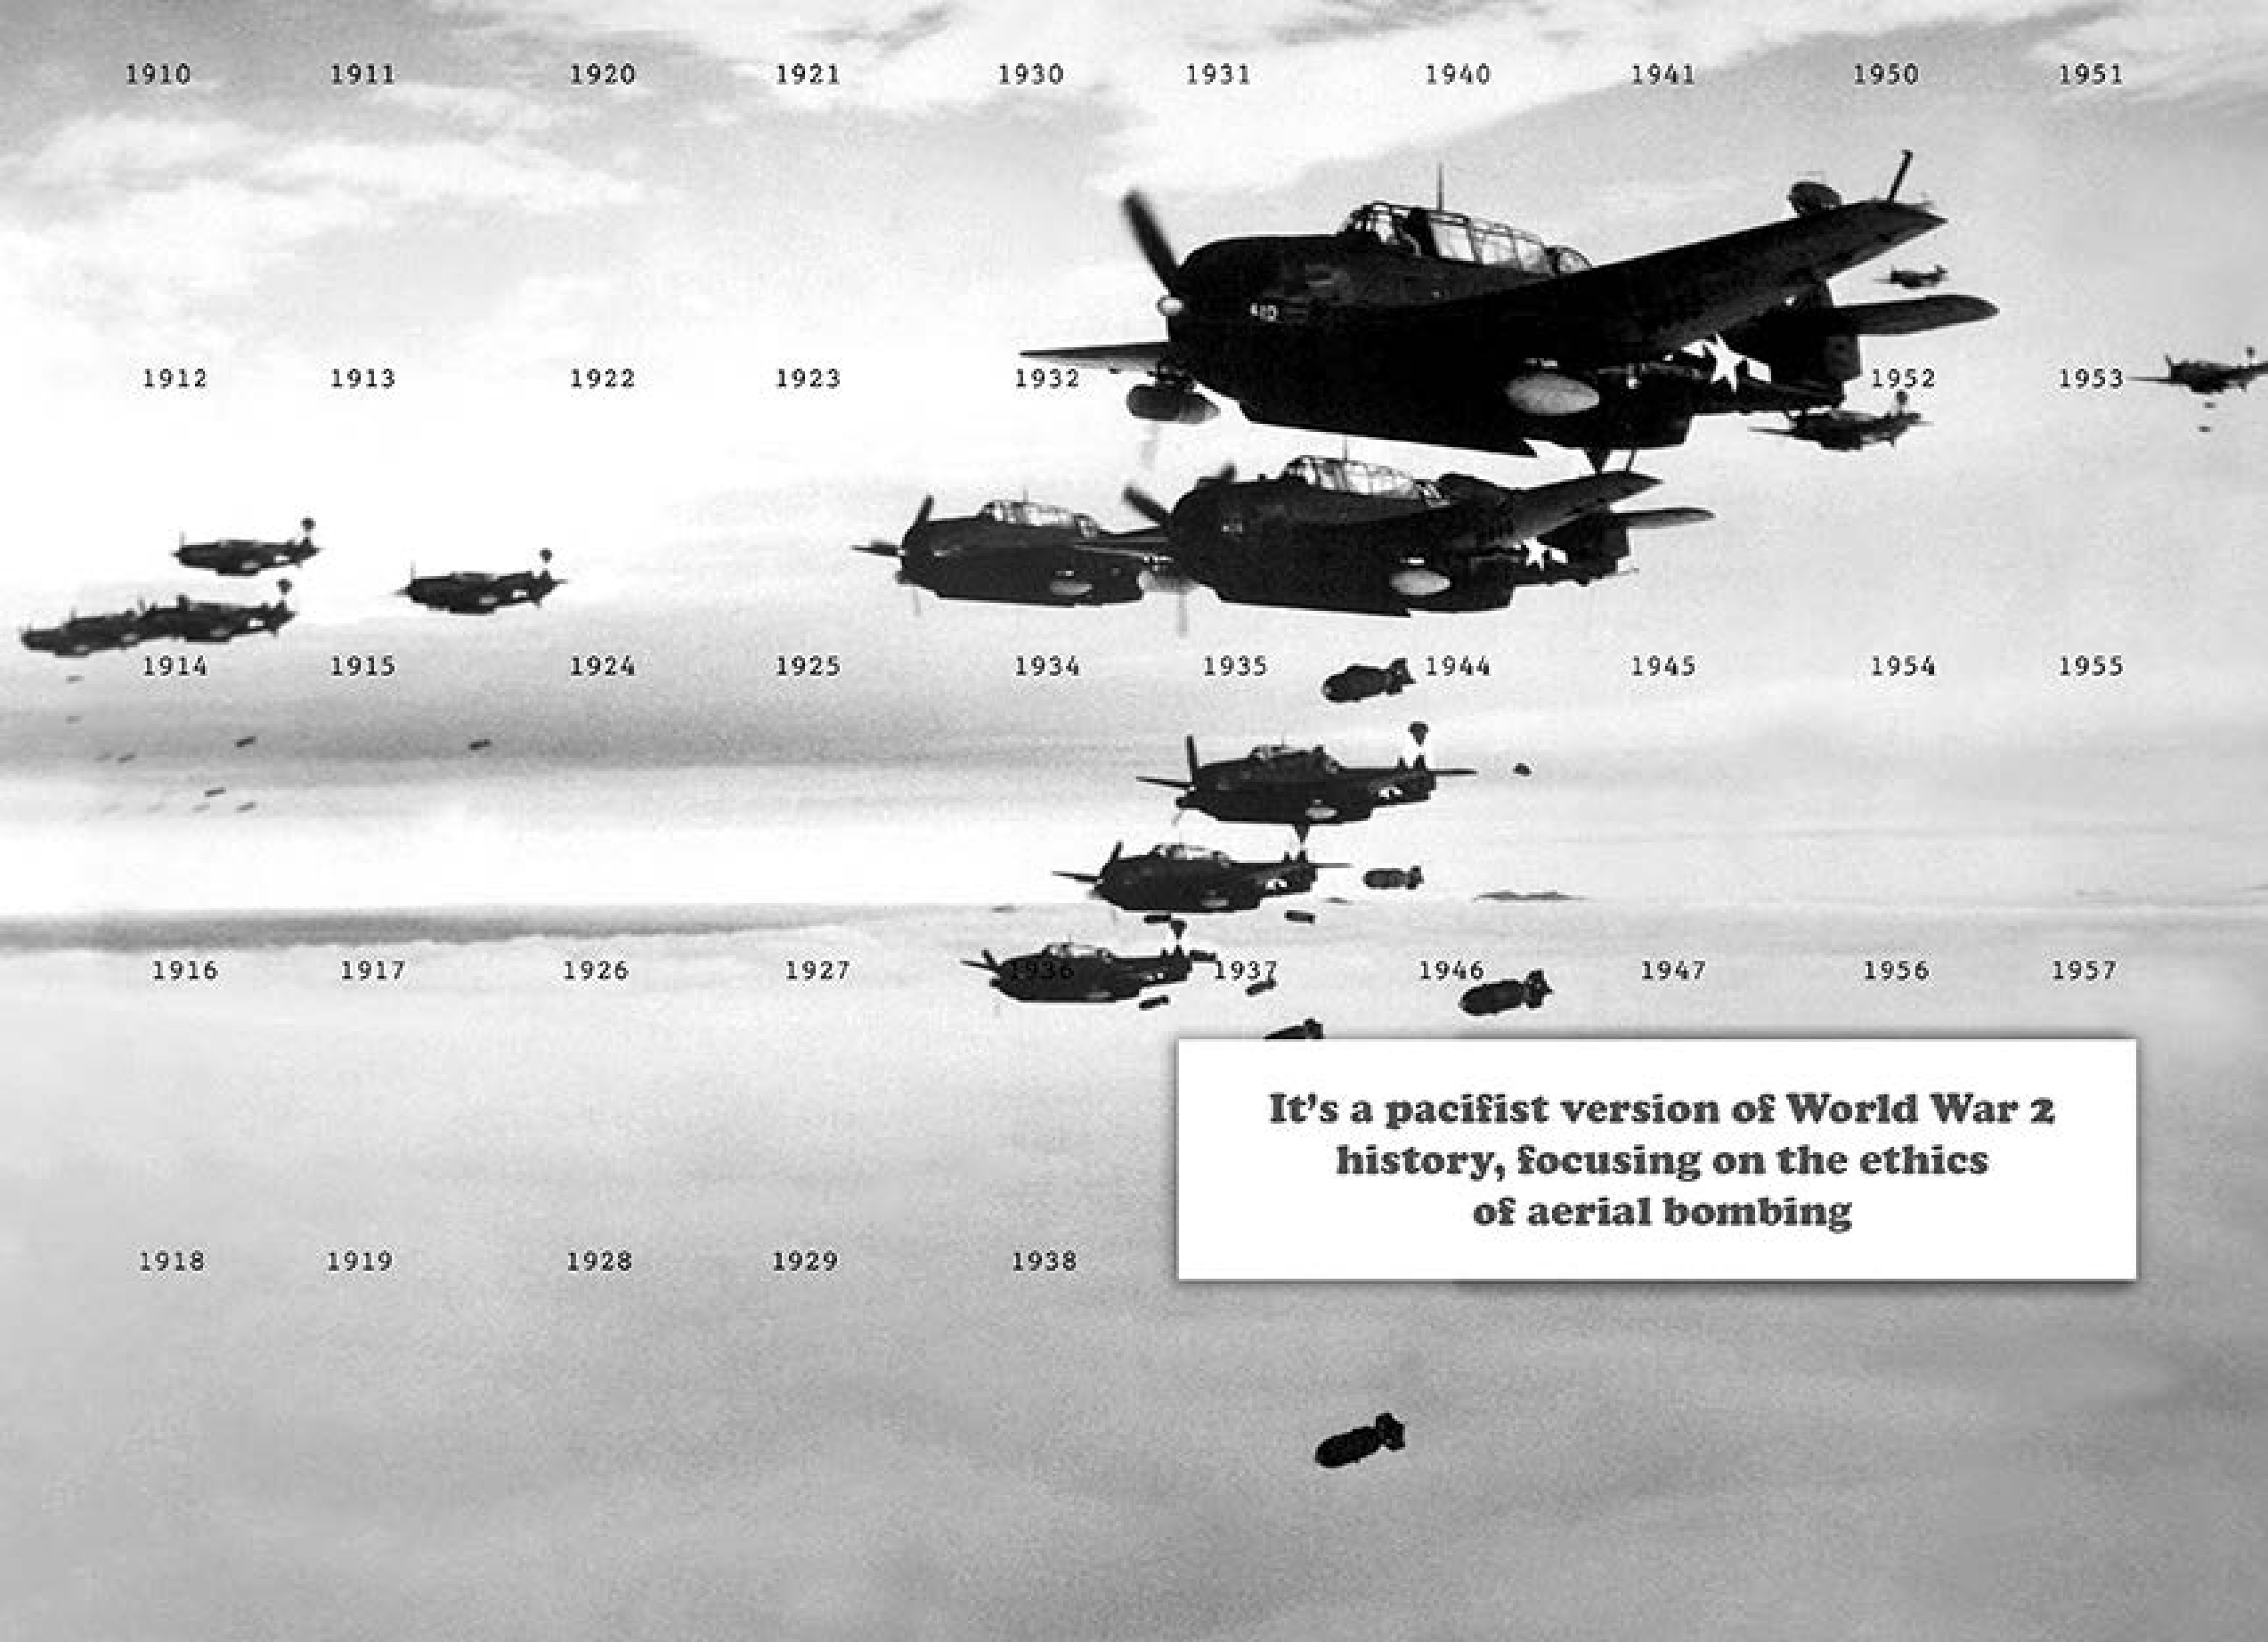 1910 1911 1920 1921 1930 1931 1940 1941 1950 1951
410
1912 1913 1922 1923 1932 1952 1953
1914 1915 1924 1925 1934 1935 1944 1945 1954 1955
1916 1917 1926 1927 1936 1937 1946 1947 1956 1957
It's a pacifist version of World War 2
history, focusing on the ethics
of aerial bombing
1918 1919 1928 1929 1938